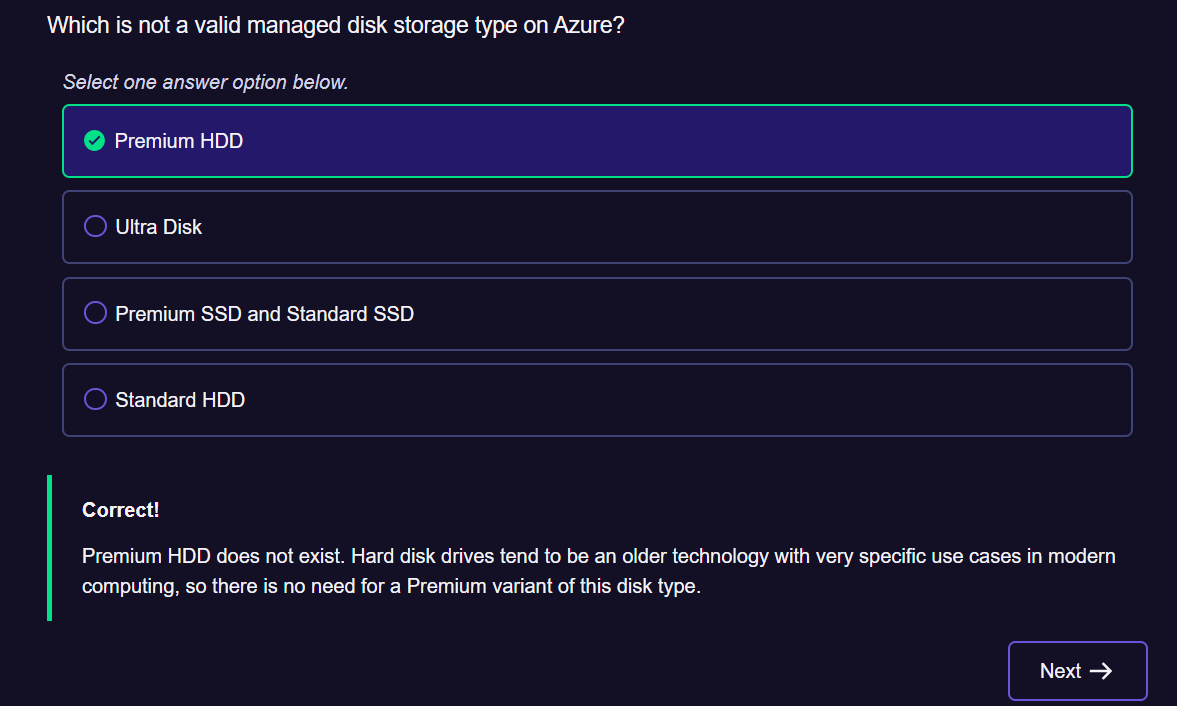 Which is not a valid managed disk storage type on Azure?
Select one answer option below.
Premium HDD
Ultra Disk
Premium SSD and Standard SSD
Standard HDD
Correct!
Premium HDD does not exist. Hard disk drives tend to be an older technology with very specific use cases in modern
computing, so there is no need for a Premium variant of this disk type.
Next